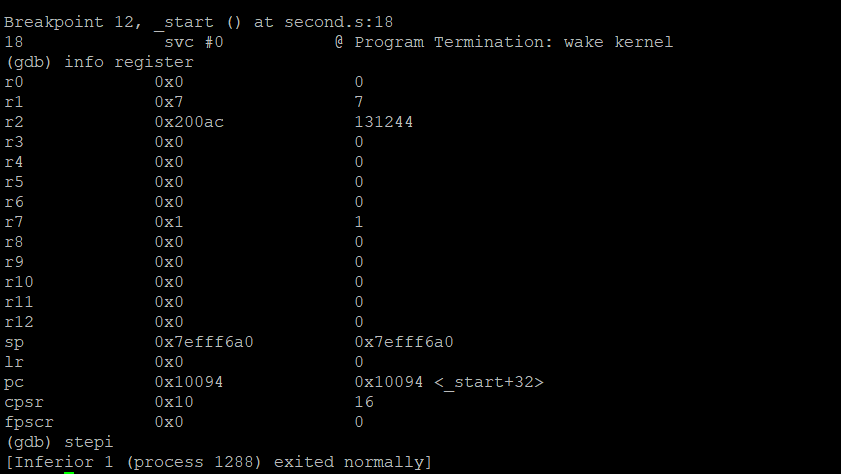 Breakpoint 12, _start () at second.s:18
18 svc #0 @ Program Termination: wake kernel
(gdb) info register
r0 0x0 0
r1 0x7 7
r2 0x200ac 131244
r3 0x0 0
r4 0x0 0
r5 0x0 0
r6 0x0 0
r7 0x1 1
r8 0x0 0
r9 0x0 0
r10 0x0 0
r11 0x0 0
r12 0x0 0
sp 0x7efff6a0 0x7efff6a0
lr 0x0 0
pc 0x10094 0x10094 <_start+32>
cpsr 0x10 16
fpscr 0x0 0
(gdb) stepi
[Inferior 1 (process 1288) exited normally]